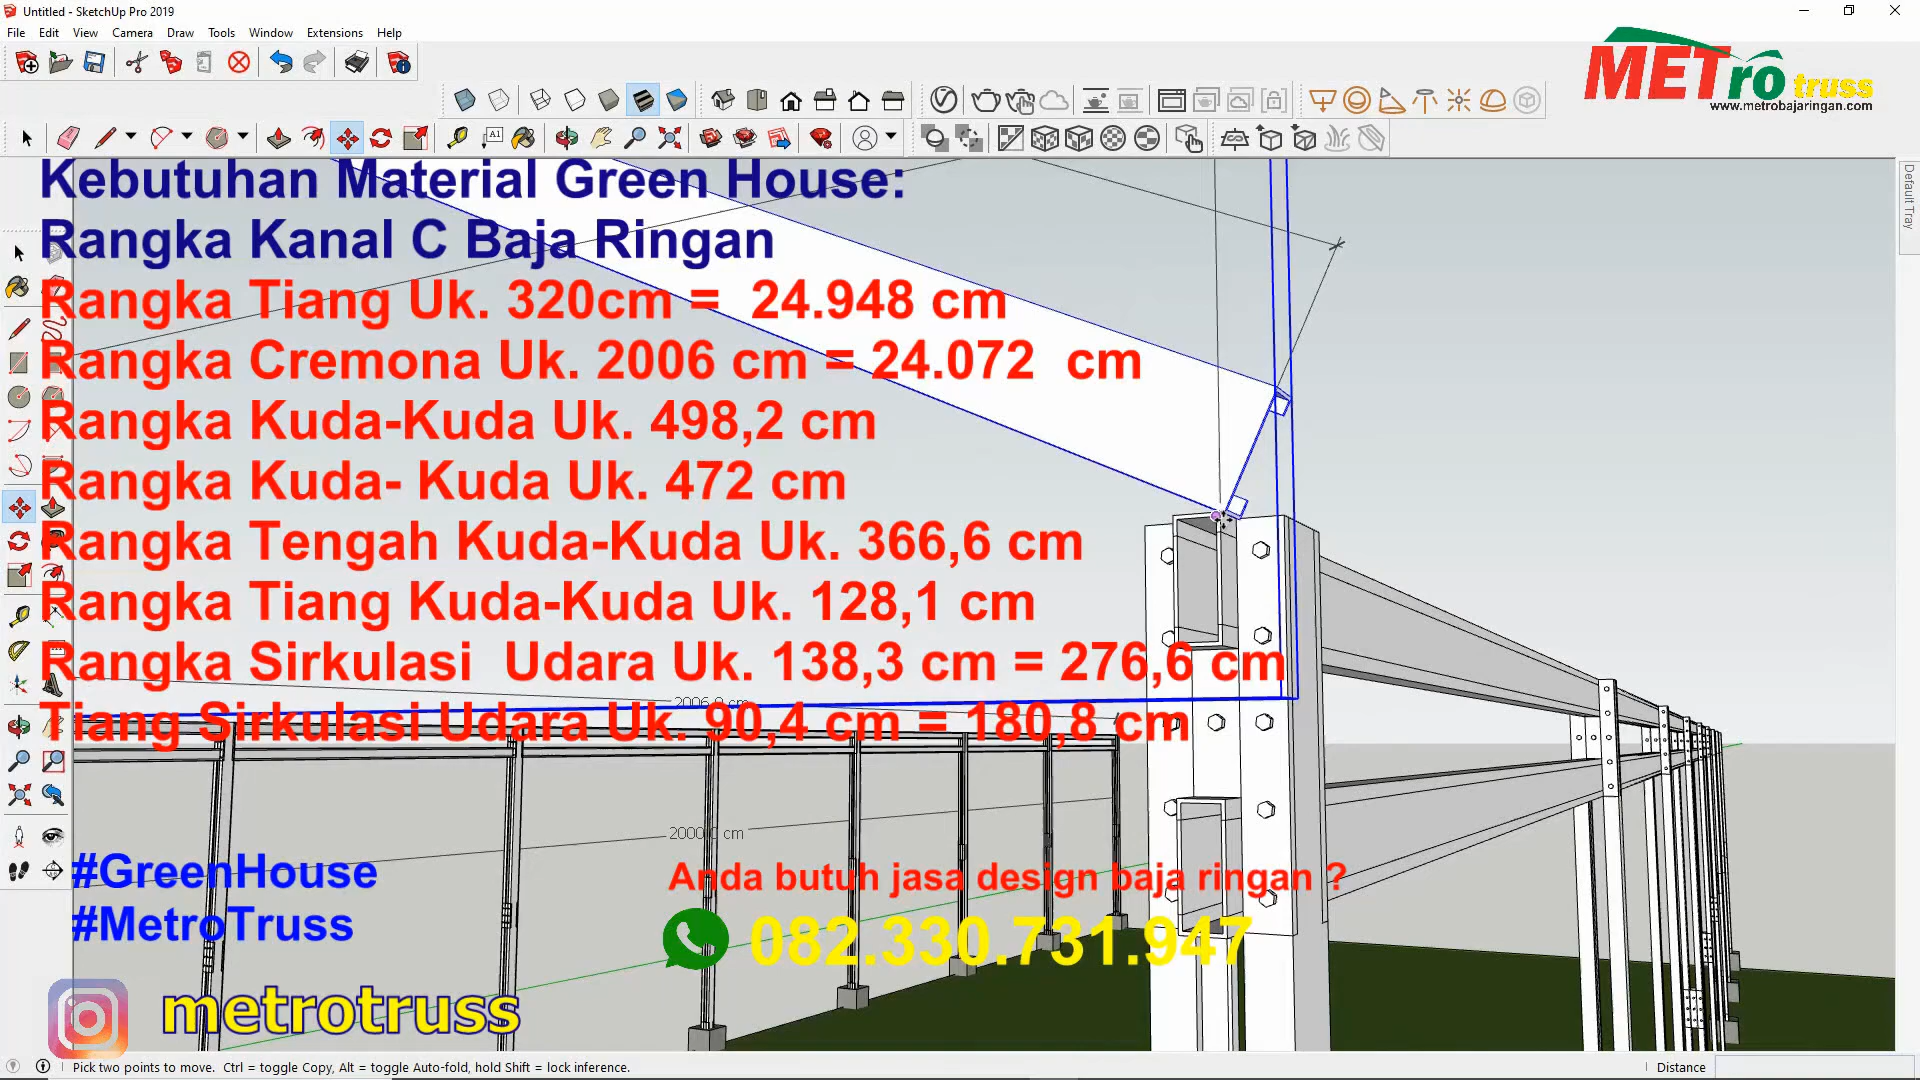 Untitled - SketchUp Pro 2019
File Edit View Camera Draw Tools Window Extensions Help
METro truss
www.metrobajaringan.com
A1
Default Tray
Kebutuhan Material Green House:
Rangka Kanal C Baja Ringan
Rangka Tiang Uk. 320cm = 24.948 cm
Rangka Cremona Uk. 2006 cm = 24.072 cm
Rangka Kuda-Kuda Uk. 498,2 cm
Rangka Kuda- Kuda Uk. 472 cm
Rangka Tengah Kuda-Kuda Uk. 366,6 cm
Rangka Tiang Kuda-Kuda Uk. 128,1 cm
Rangka Sirkulasi Udara Uk. 138,3 cm = 276,6 cm
Tiang Sirkulasi Udara Uk. 90,4 cm = 180,8 cm
#GreenHouse
#MetroTruss
Anda butuh jasa design baja ringan ?
082.330.731.947
metrotruss
Pick two points to move. Ctrl = toggle Copy, Alt = toggle Auto-fold, hold Shift = lock inference.
Distance